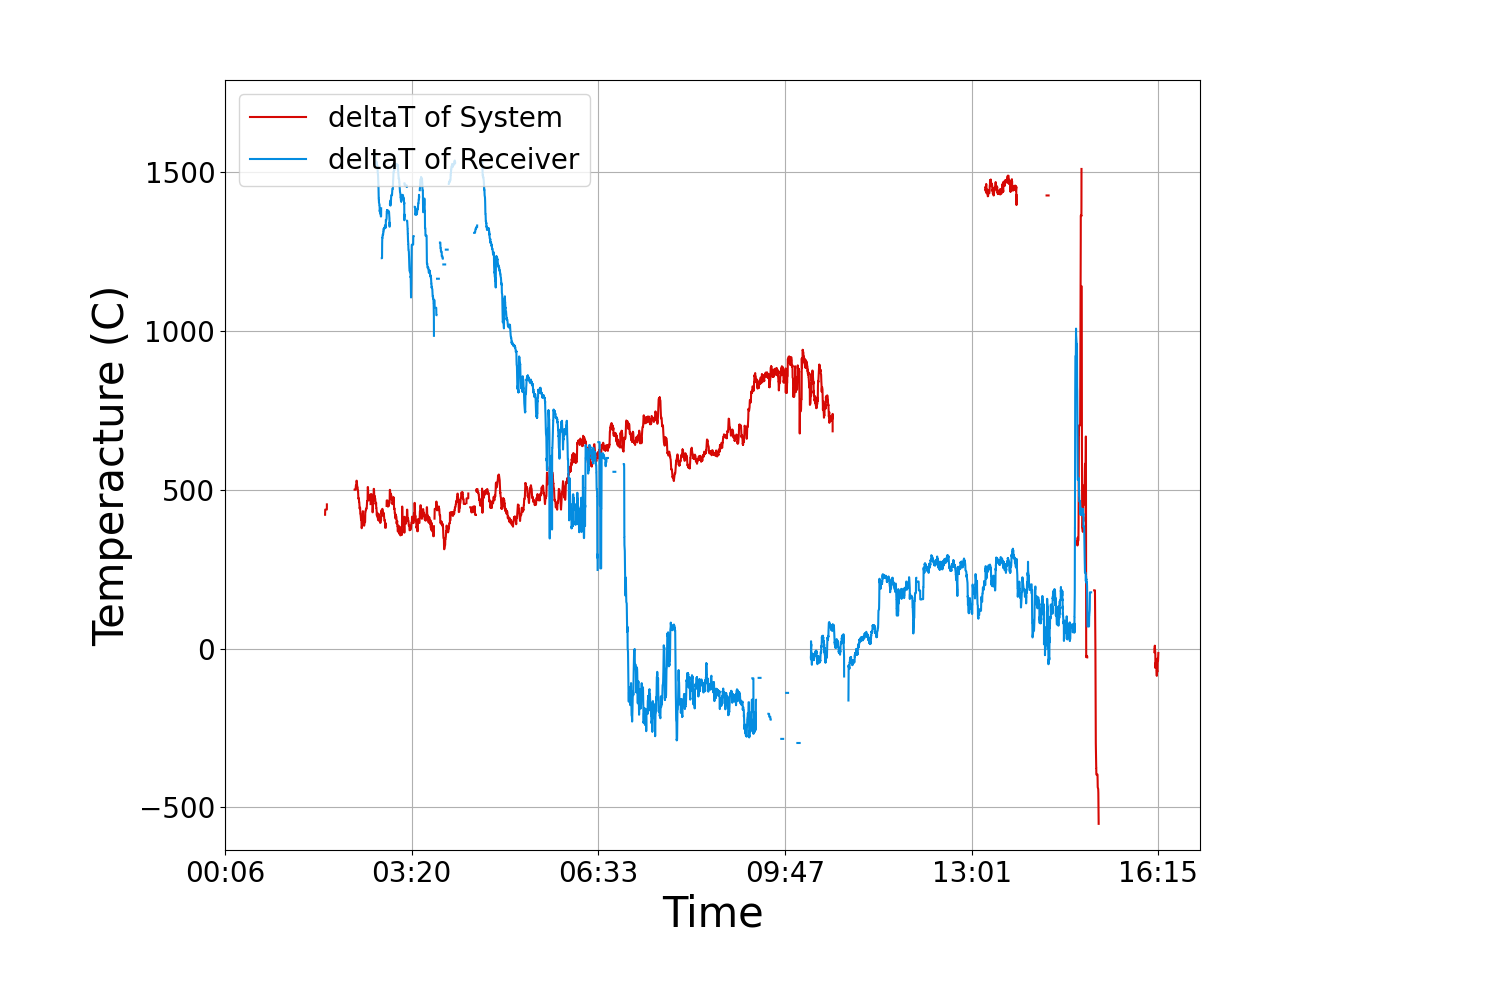 deltaT of System
deltaT of Receiver
1500
1000
500
0
−500
Temperacture (C)
00:06 03:20 06:33 09:47 13:01 16:15
Time